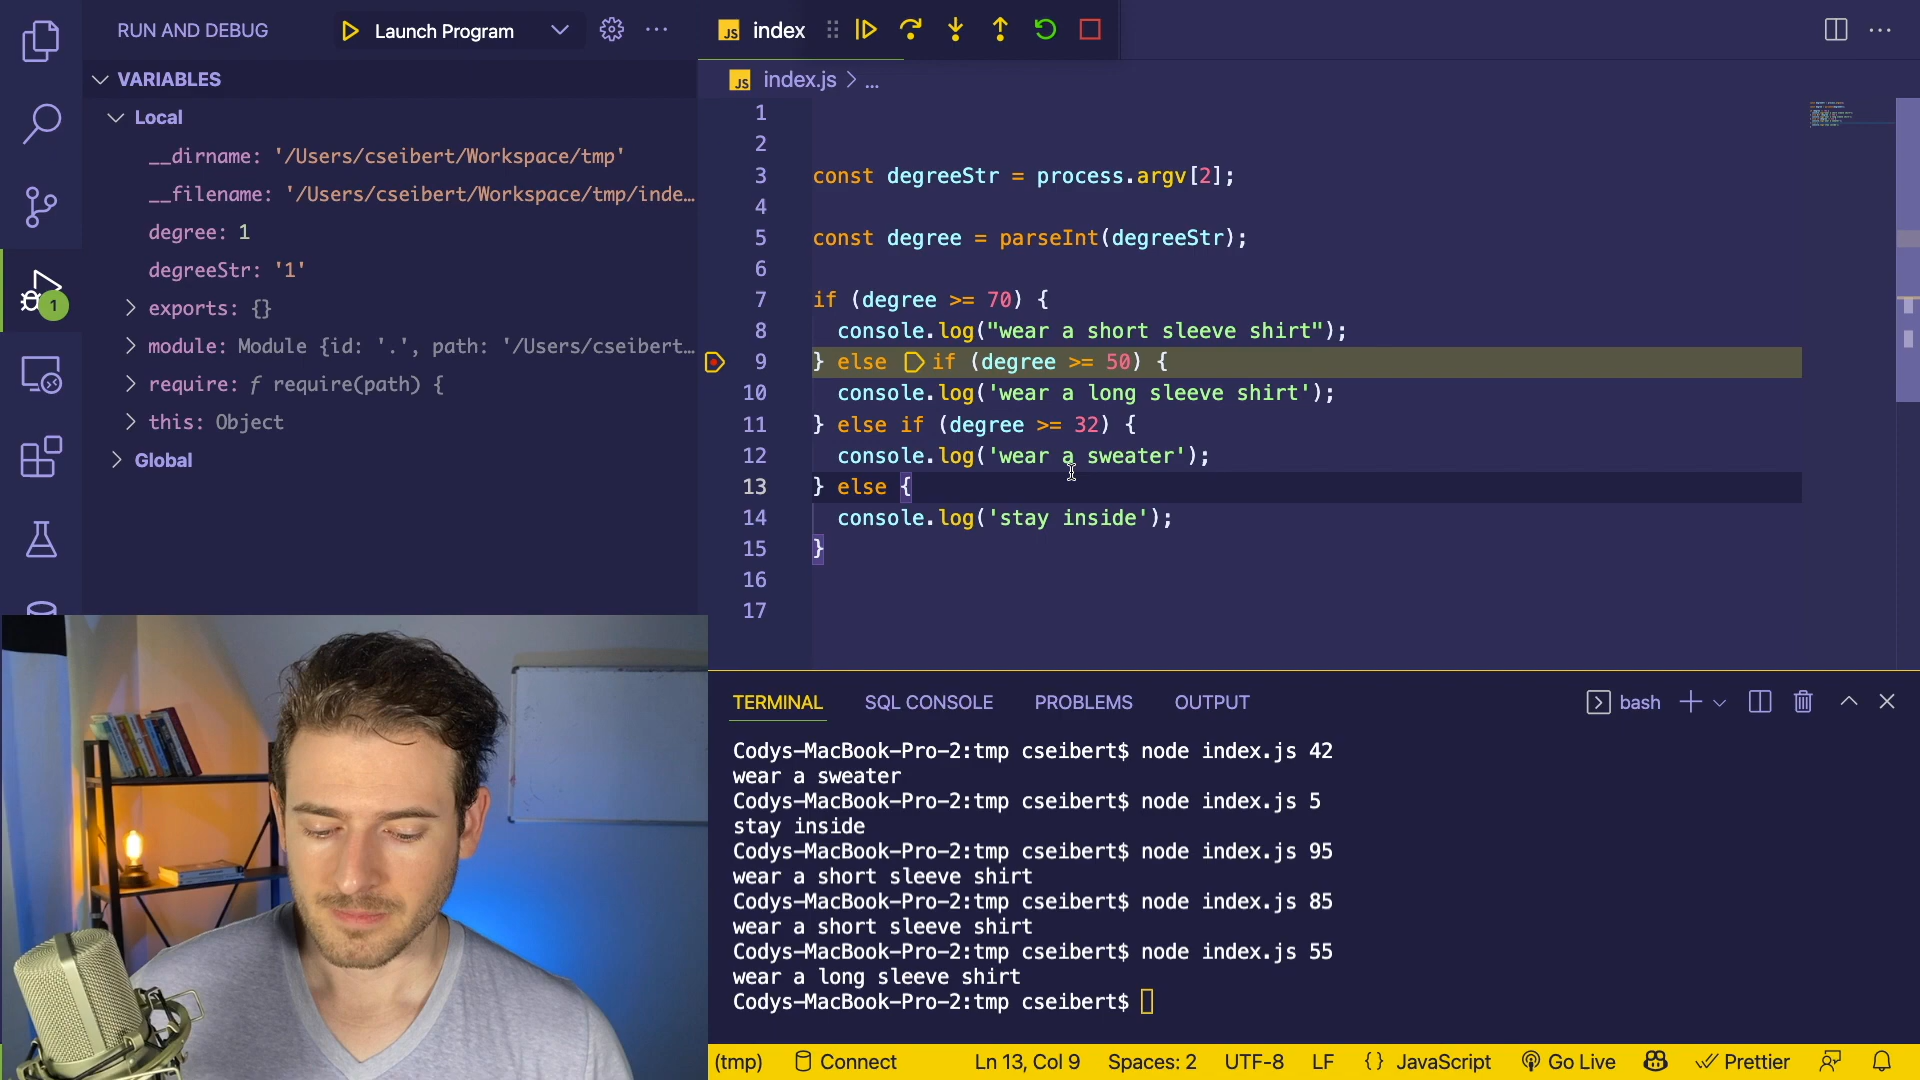 RUN AND DEBUG
Launch Program
JS index
VARIABLES
Local
__dirname: '/Users/cseibert/Workspace/tmp'
__filename: '/Users/cseibert/Workspace/tmp/inde…
degree: 1
degreeStr: '1'
exports: {}
module: Module {id: '.', path: '/Users/cseibert…
require: ƒ require(path) {
this: Object
Global
1
JS index.js > ...
1
2
3 const degreeStr = process.argv[2];
4
5 const degree = parseInt(degreeStr);
6
7 if (degree >= 70) {
8 console.log("wear a short sleeve shirt");
9 } else if (degree >= 50) {
10 console.log('wear a long sleeve shirt');
11 } else if (degree >= 32) {
12 console.log('wear a sweater');
13 } else {
14 console.log('stay inside');
15 }
16
17
TERMINAL SQL CONSOLE PROBLEMS OUTPUT
bash
Codys-MacBook-Pro-2:tmp cseibert$ node index.js 42
wear a sweater
Codys-MacBook-Pro-2:tmp cseibert$ node index.js 5
stay inside
Codys-MacBook-Pro-2:tmp cseibert$ node index.js 95
wear a short sleeve shirt
Codys-MacBook-Pro-2:tmp cseibert$ node index.js 85
wear a short sleeve shirt
Codys-MacBook-Pro-2:tmp cseibert$ node index.js 55
wear a long sleeve shirt
Codys-MacBook-Pro-2:tmp cseibert$
(tmp) Connect Ln 13, Col 9 Spaces: 2 UTF-8 LF {} JavaScript Go Live Prettier